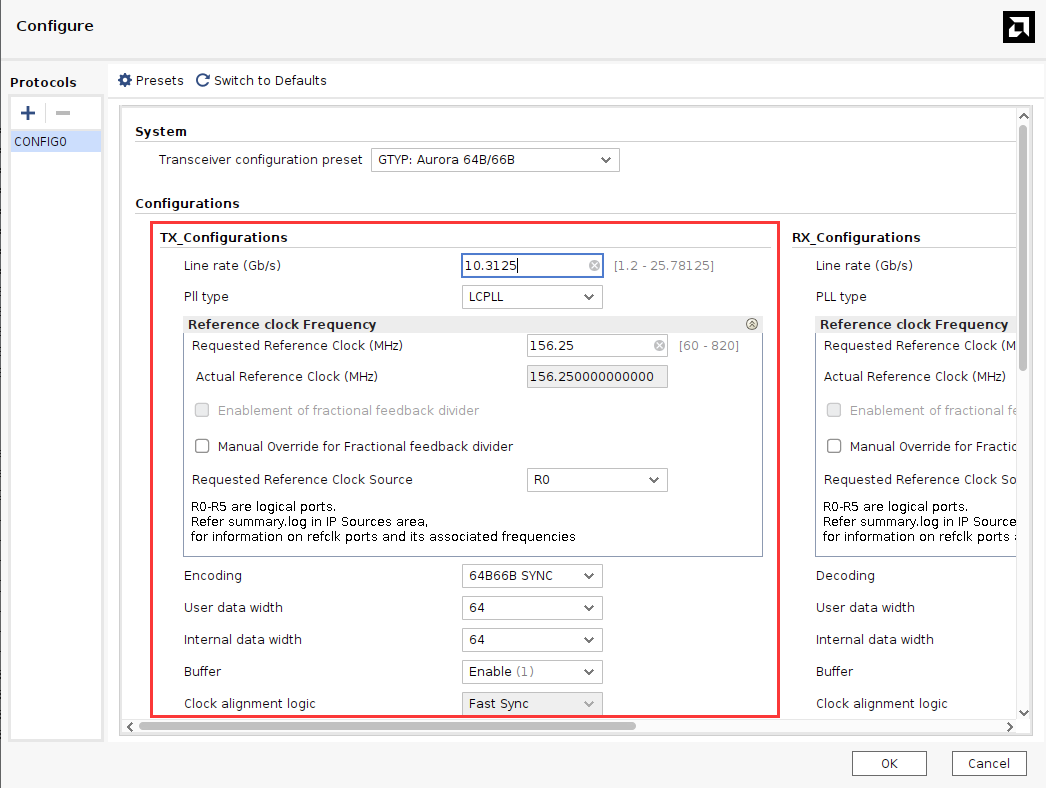 Configure
Protocols
CONFIG0
Presets Switch to Defaults
System
Transceiver configuration preset GTYP: Aurora 64B/66B
Configurations
TX_Configurations
Line rate (Gb/s) 10.3125 [1.2 - 25.78125]
Pll type LCPLL
Reference clock Frequency
Requested Reference Clock (MHz) 156.25 [60 - 820]
Actual Reference Clock (MHz) 156.250000000000
Enablement of fractional feedback divider
Manual Override for Fractional feedback divider
Requested Reference Clock Source R0
R0-R5 are logical ports.
Refer summary.log in IP Sources area,
for information on refclk ports and its associated frequencies
Encoding 64B66B SYNC
User data width 64
Internal data width 64
Buffer Enable (1)
Clock alignment logic Fast Sync
RX_Configurations
Line rate (Gb/s)
PLL type
Reference clock Frequency
Requested Reference Clock (M
Actual Reference Clock (MHz)
Enablement of fractional fe
Manual Override for Fractic
Requested Reference Clock So
R0-R5 are logical ports.
Refer summary.log in IP Source
for information on refclk ports
Decoding
User data width
Internal data width
Buffer
Clock alignment logic
OK Cancel